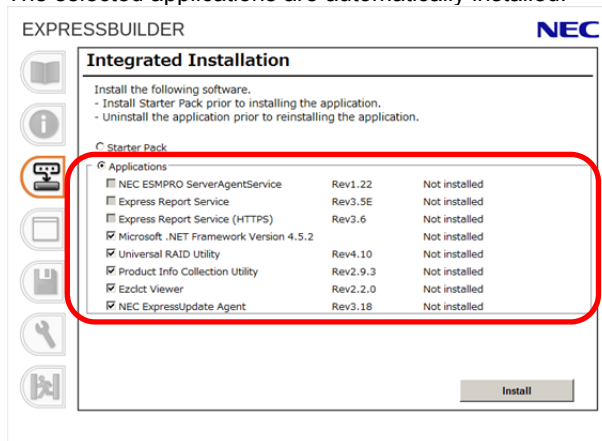 The selected applications are automatically installed.
EXPRESSBUILDER NEC
Integrated Installation
Install the following software.
- Install Starter Pack prior to installing the application.
- Uninstall the application prior to reinstalling the application.
Starter Pack
Applications
NEC ESMPRO ServerAgentService Rev1.22 Not installed
Express Report Service Rev3.5E Not installed
Express Report Service (HTTPS) Rev3.6 Not installed
Microsoft .NET Framework Version 4.5.2 Not installed
Universal RAID Utility Rev4.10 Not installed
Product Info Collection Utility Rev2.9.3 Not installed
Ezclct Viewer Rev2.2.0 Not installed
NEC ExpressUpdate Agent Rev3.18 Not installed
Install